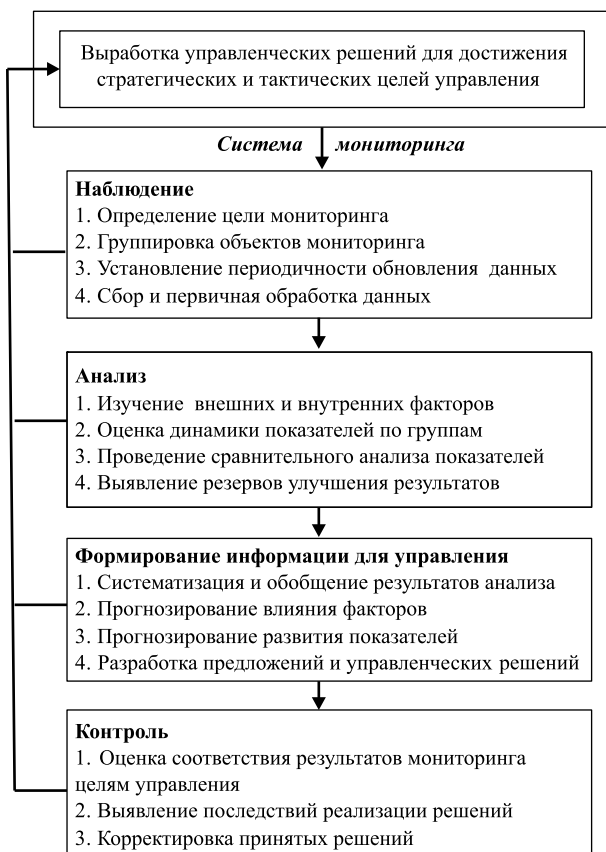 Выработка управленческих решений для достижения
стратегических и тактических целей управления
Система мониторинга
Наблюдение
1. Определение цели мониторинга
2. Группировка объектов мониторинга
3. Установление периодичности обновления данных
4. Сбор и первичная обработка данных
Анализ
1. Изучение внешних и внутренних факторов
2. Оценка динамики показателей по группам
3. Проведение сравнительного анализа показателей
4. Выявление резервов улучшения результатов
Формирование информации для управления
1. Систематизация и обобщение результатов анализа
2. Прогнозирование влияния факторов
3. Прогнозирование развития показателей
4. Разработка предложений и управленческих решений
Контроль
1. Оценка соответствия результатов мониторинга
целям управления
2. Выявление последствий реализации решений
3. Корректировка принятых решений